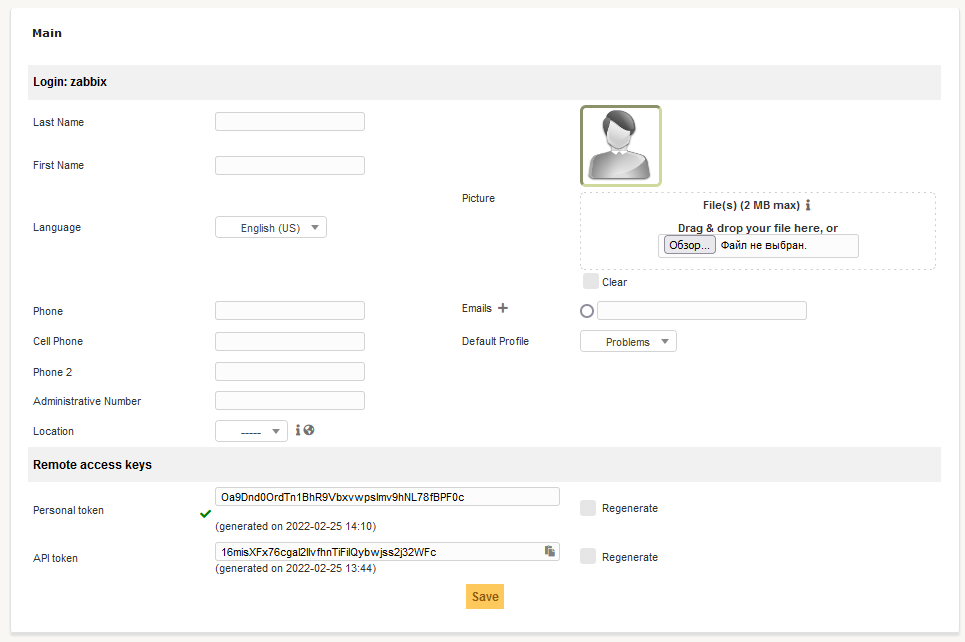 Main
Login: zabbix
Last Name
First Name
Picture
File(s) (2 MB max)
Drag & drop your file here, or
Обзор... Файл не выбран.
Language English (US)
Clear
Phone
Emails
Cell Phone
Default Profile Problems
Phone 2
Administrative Number
Location -----
Remote access keys
Personal token
(generated on 2022-02-25 14:10)
Regenerate
API token
(generated on 2022-02-25 13:44)
Regenerate
Save